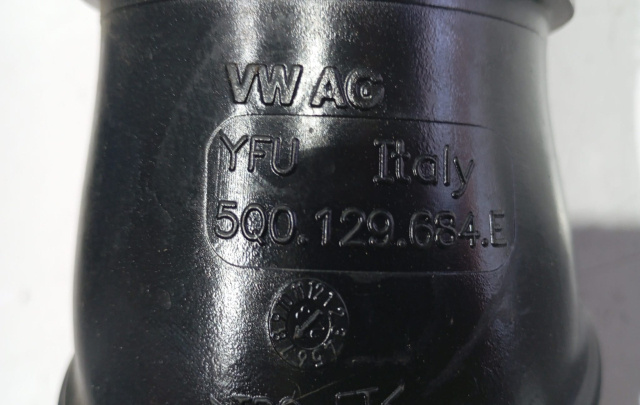 VW AG
YFU Italy
5Q0.129.684.E